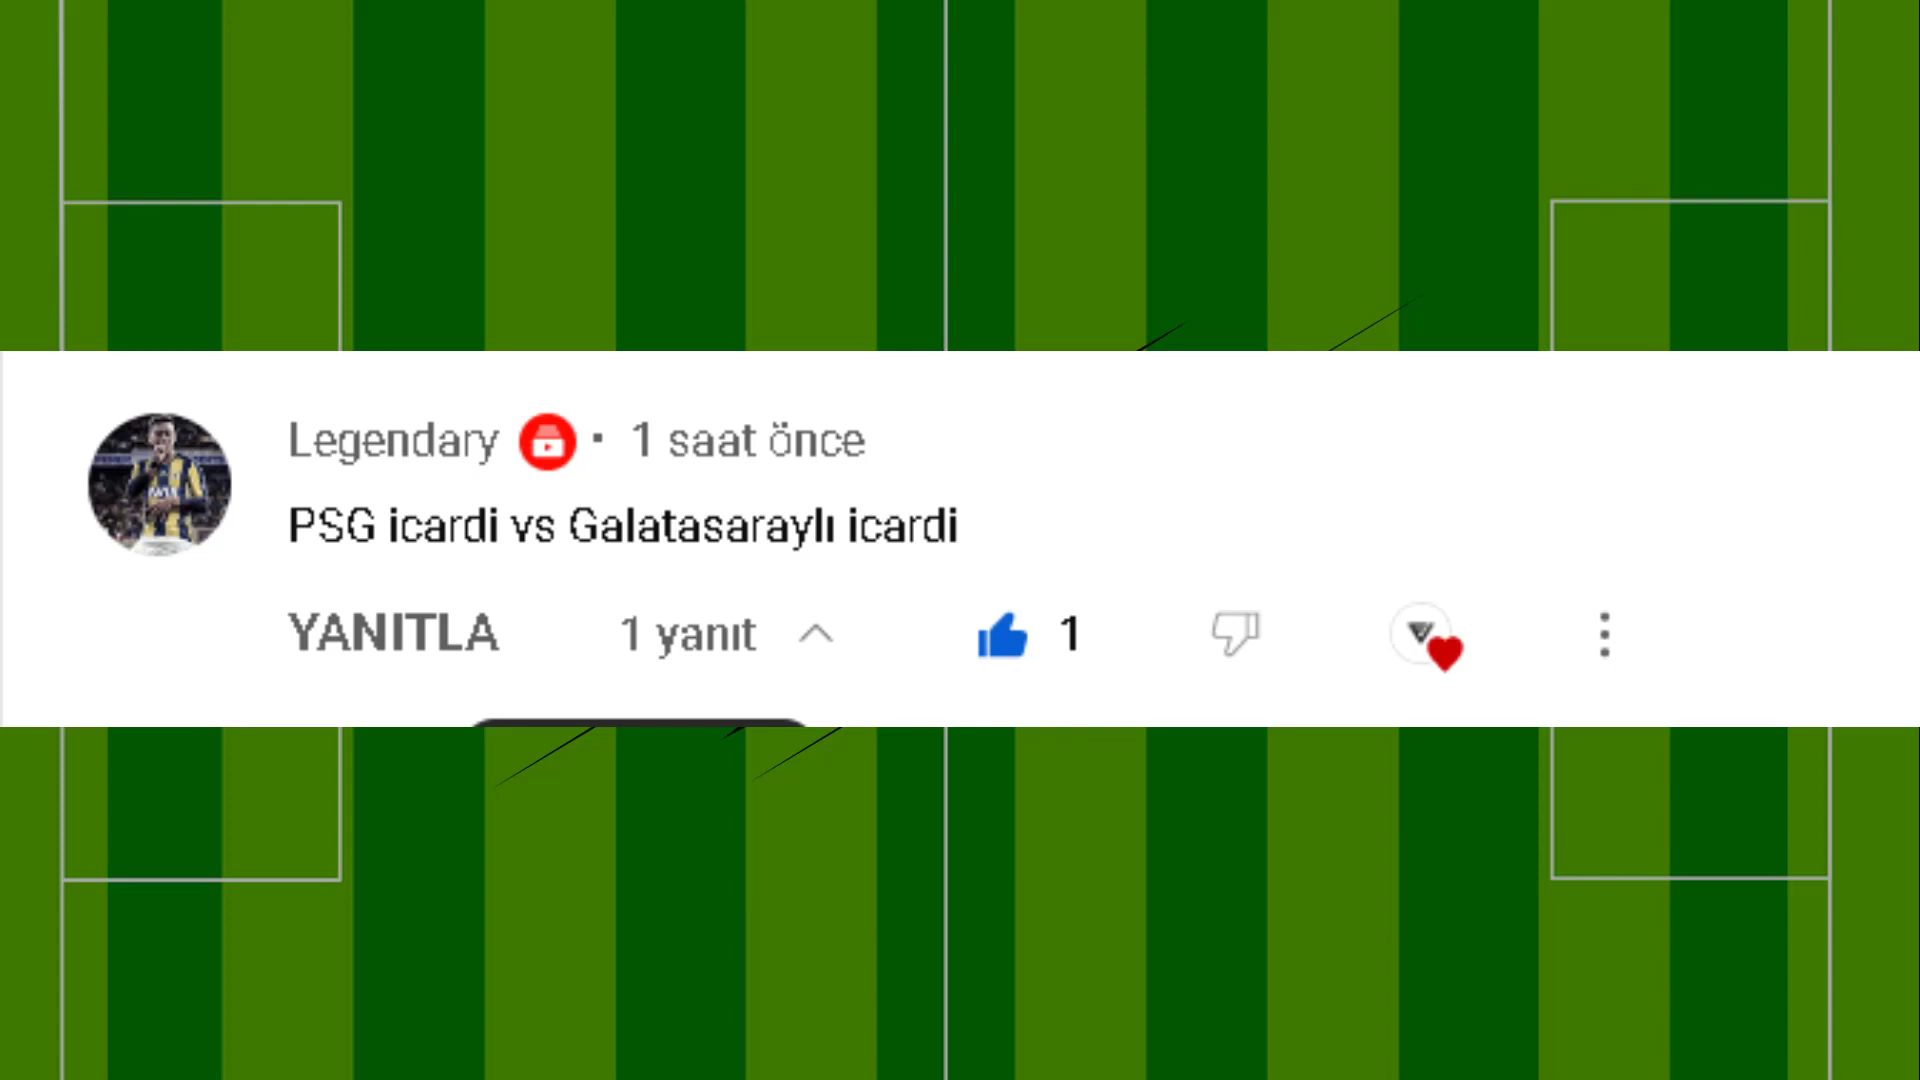 Legendary · 1 saat önce
PSG icardi vs Galatasaraylı icardi
YANITLA 1 yanıt 1